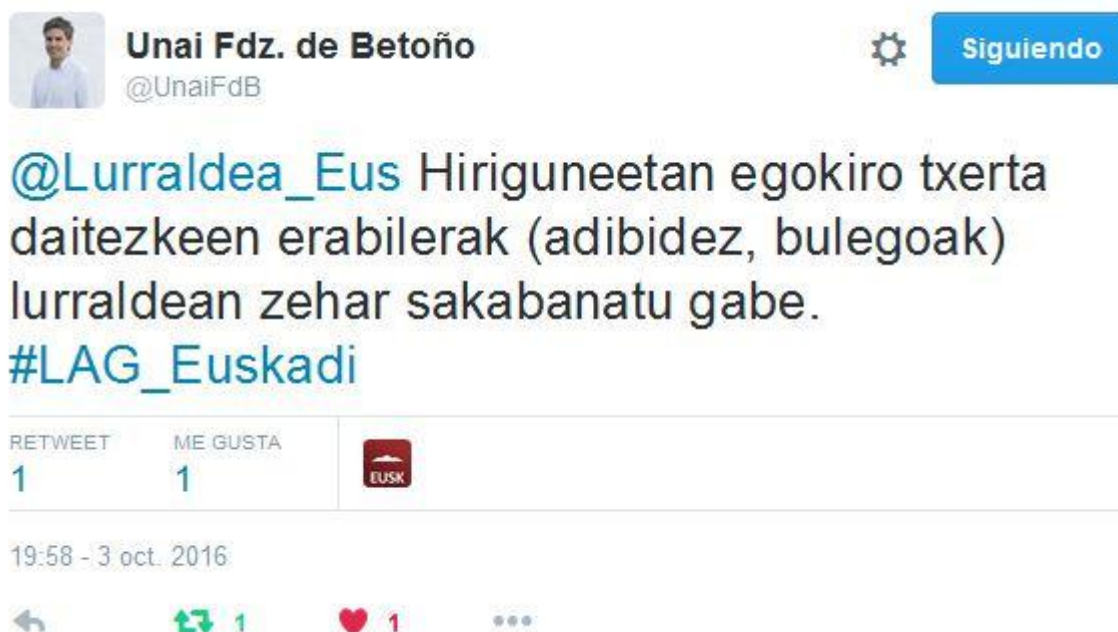 Unai Fdz. de Betoño
@UnaiFdB
Siguiendo
@Lurraldea_Eus Hiriguneetan egokiro txerta
daitezkeen erabilerak (adibidez, bulegoak)
lurraldean zehar sakabanatu gabe.
#LAG_Euskadi
RETWEET
1
ME GUSTA
1
EUSK
19:58 - 3 oct. 2016
1
1